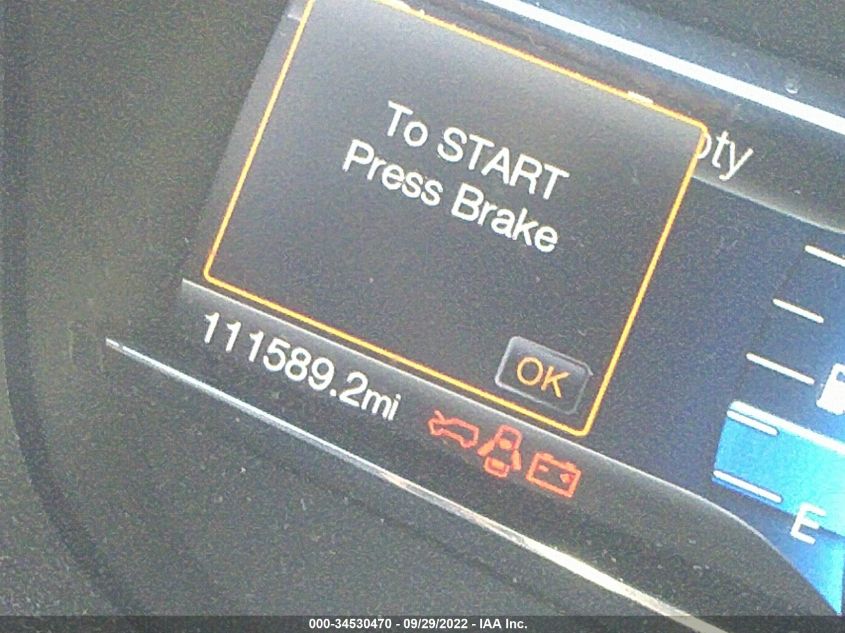 To START
Press Brake
OK
111589.2mi
E
000-34530470 - 09/29/2022 - IAA Inc.